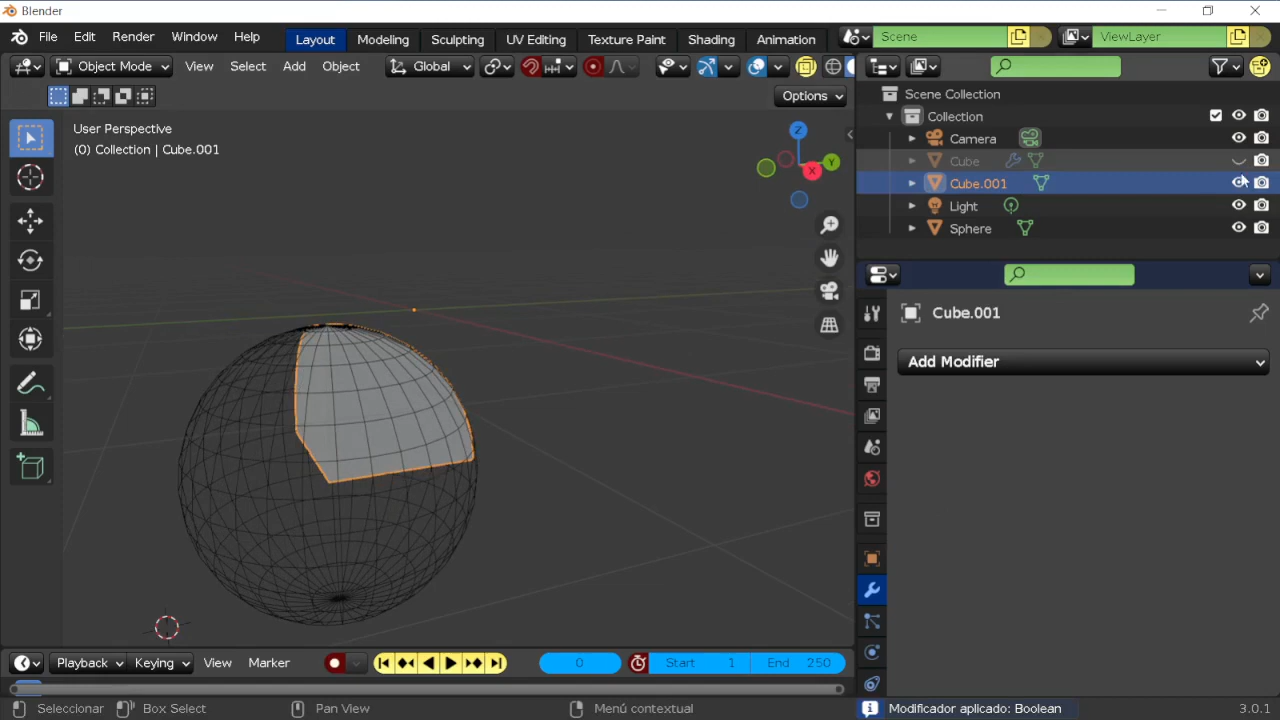 Blender
File Edit Render Window Help Layout Modeling Sculpting UV Editing Texture Paint Shading Animation Scene ViewLayer
Object Mode View Select Add Object Global
Options
User Perspective
(0) Collection | Cube.001
X
Y
Z
Scene Collection
Collection
Camera
Cube
Cube.001
Light
Sphere
Cube.001
Add Modifier
Playback Keying View Marker 0 Start 1 End 250
Seleccionar Box Select Pan View Menú contextual Modificador aplicado: Boolean 3.0.1